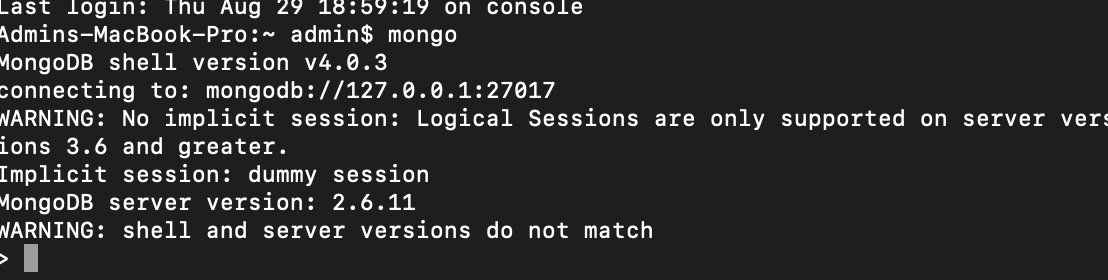 Last login: Thu Aug 29 18:59:19 on console
Admins-MacBook-Pro:~ admin$ mongo
MongoDB shell version v4.0.3
connecting to: mongodb://127.0.0.1:27017
WARNING: No implicit session: Logical Sessions are only supported on server vers
ions 3.6 and greater.
Implicit session: dummy session
MongoDB server version: 2.6.11
WARNING: shell and server versions do not match
>